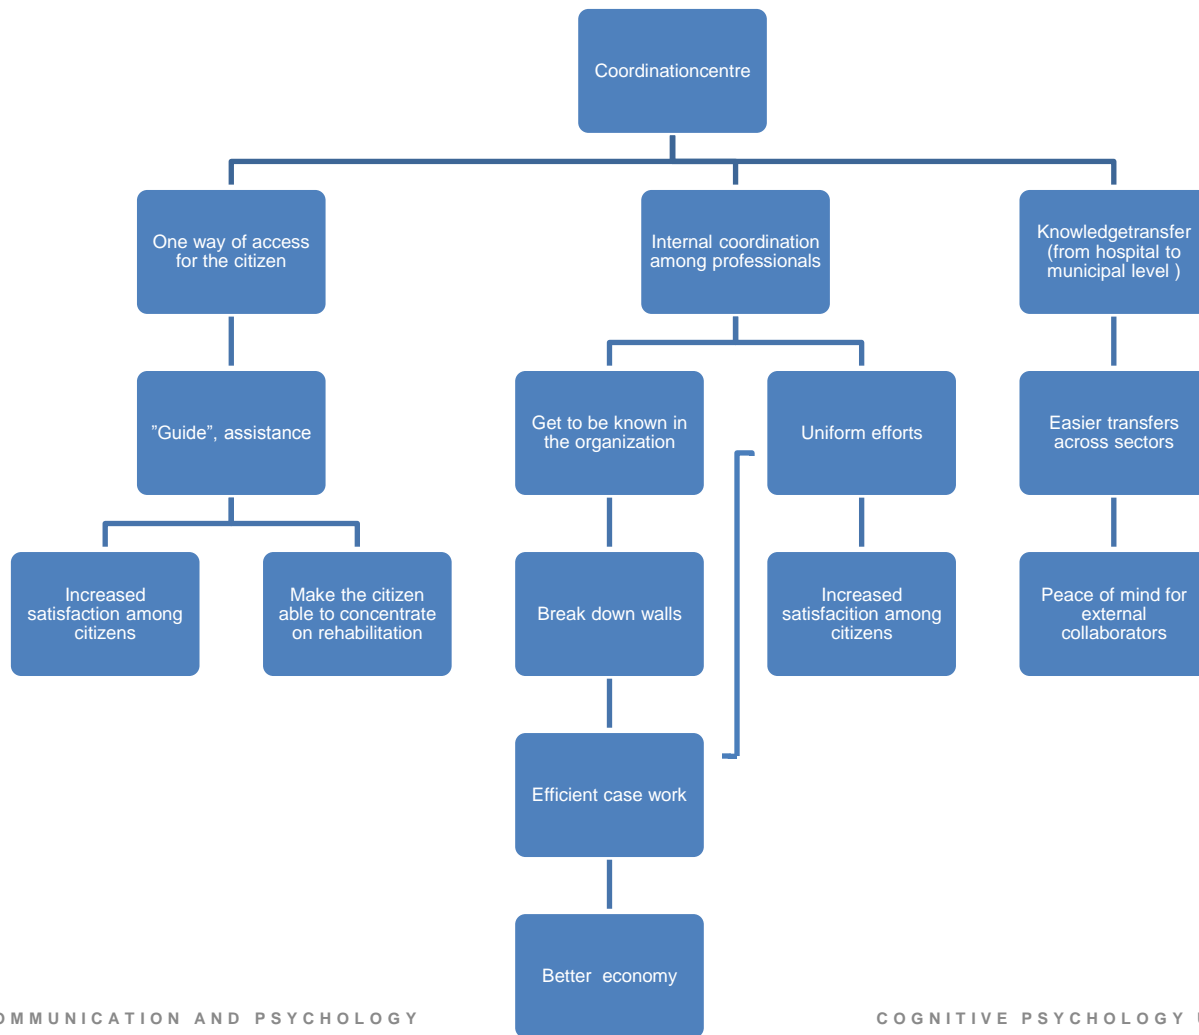 Coordinationcentre
One way of access
for the citizen
Internal coordination
among professionals
Knowledgetransfer
(from hospital to
municipal level )
”Guide”, assistance
Get to be known in
the organization
Uniform efforts
Easier transfers
across sectors
Increased
satisfaction among
citizens
Make the citizen
able to concentrate
on rehabilitation
Break down walls
Increased
satisfacition among
citizens
Peace of mind for
external
collaborators
Efficient case work
Better  economy
OMMUNICATION AND PSYCHOLOGY
COGNITIVE PSYCHOLOGY